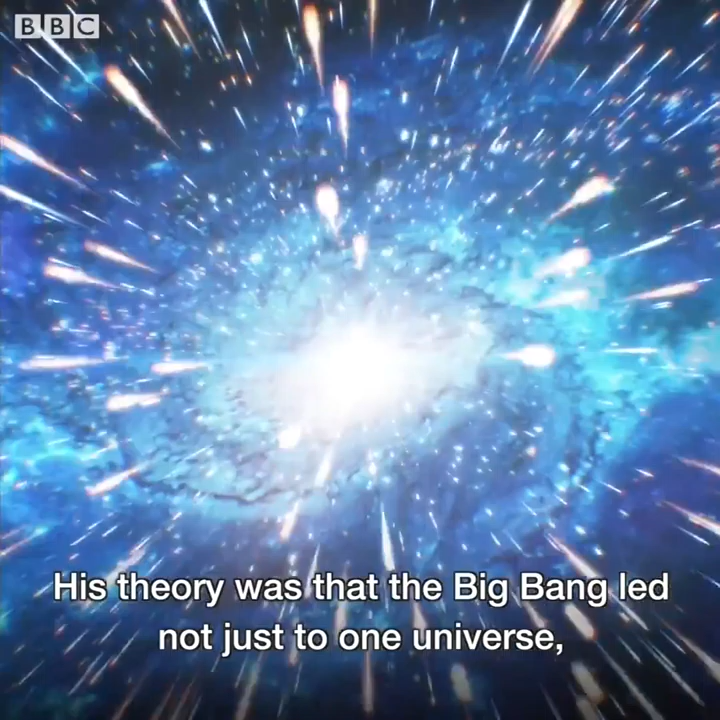 BBC
His theory was that the Big Bang led
not just to one universe,